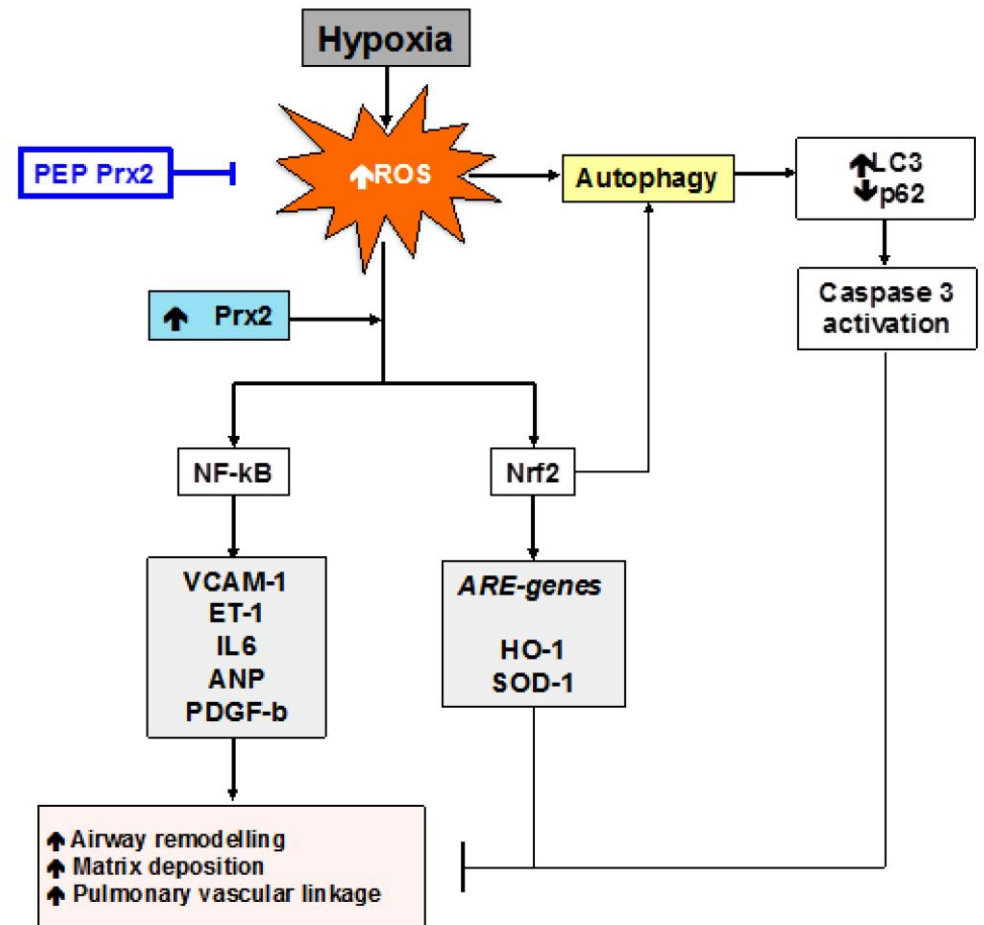 Hypoxia
PEP Prx2
↑ROS
Autophagy
↑LC3
↓p62
↑ Prx2
Caspase 3
activation
NF-kB
Nrf2
VCAM-1
ET-1
IL6
ANP
PDGF-b
ARE-genes
HO-1
SOD-1
↑ Airway remodelling
↑ Matrix deposition
↑ Pulmonary vascular linkage